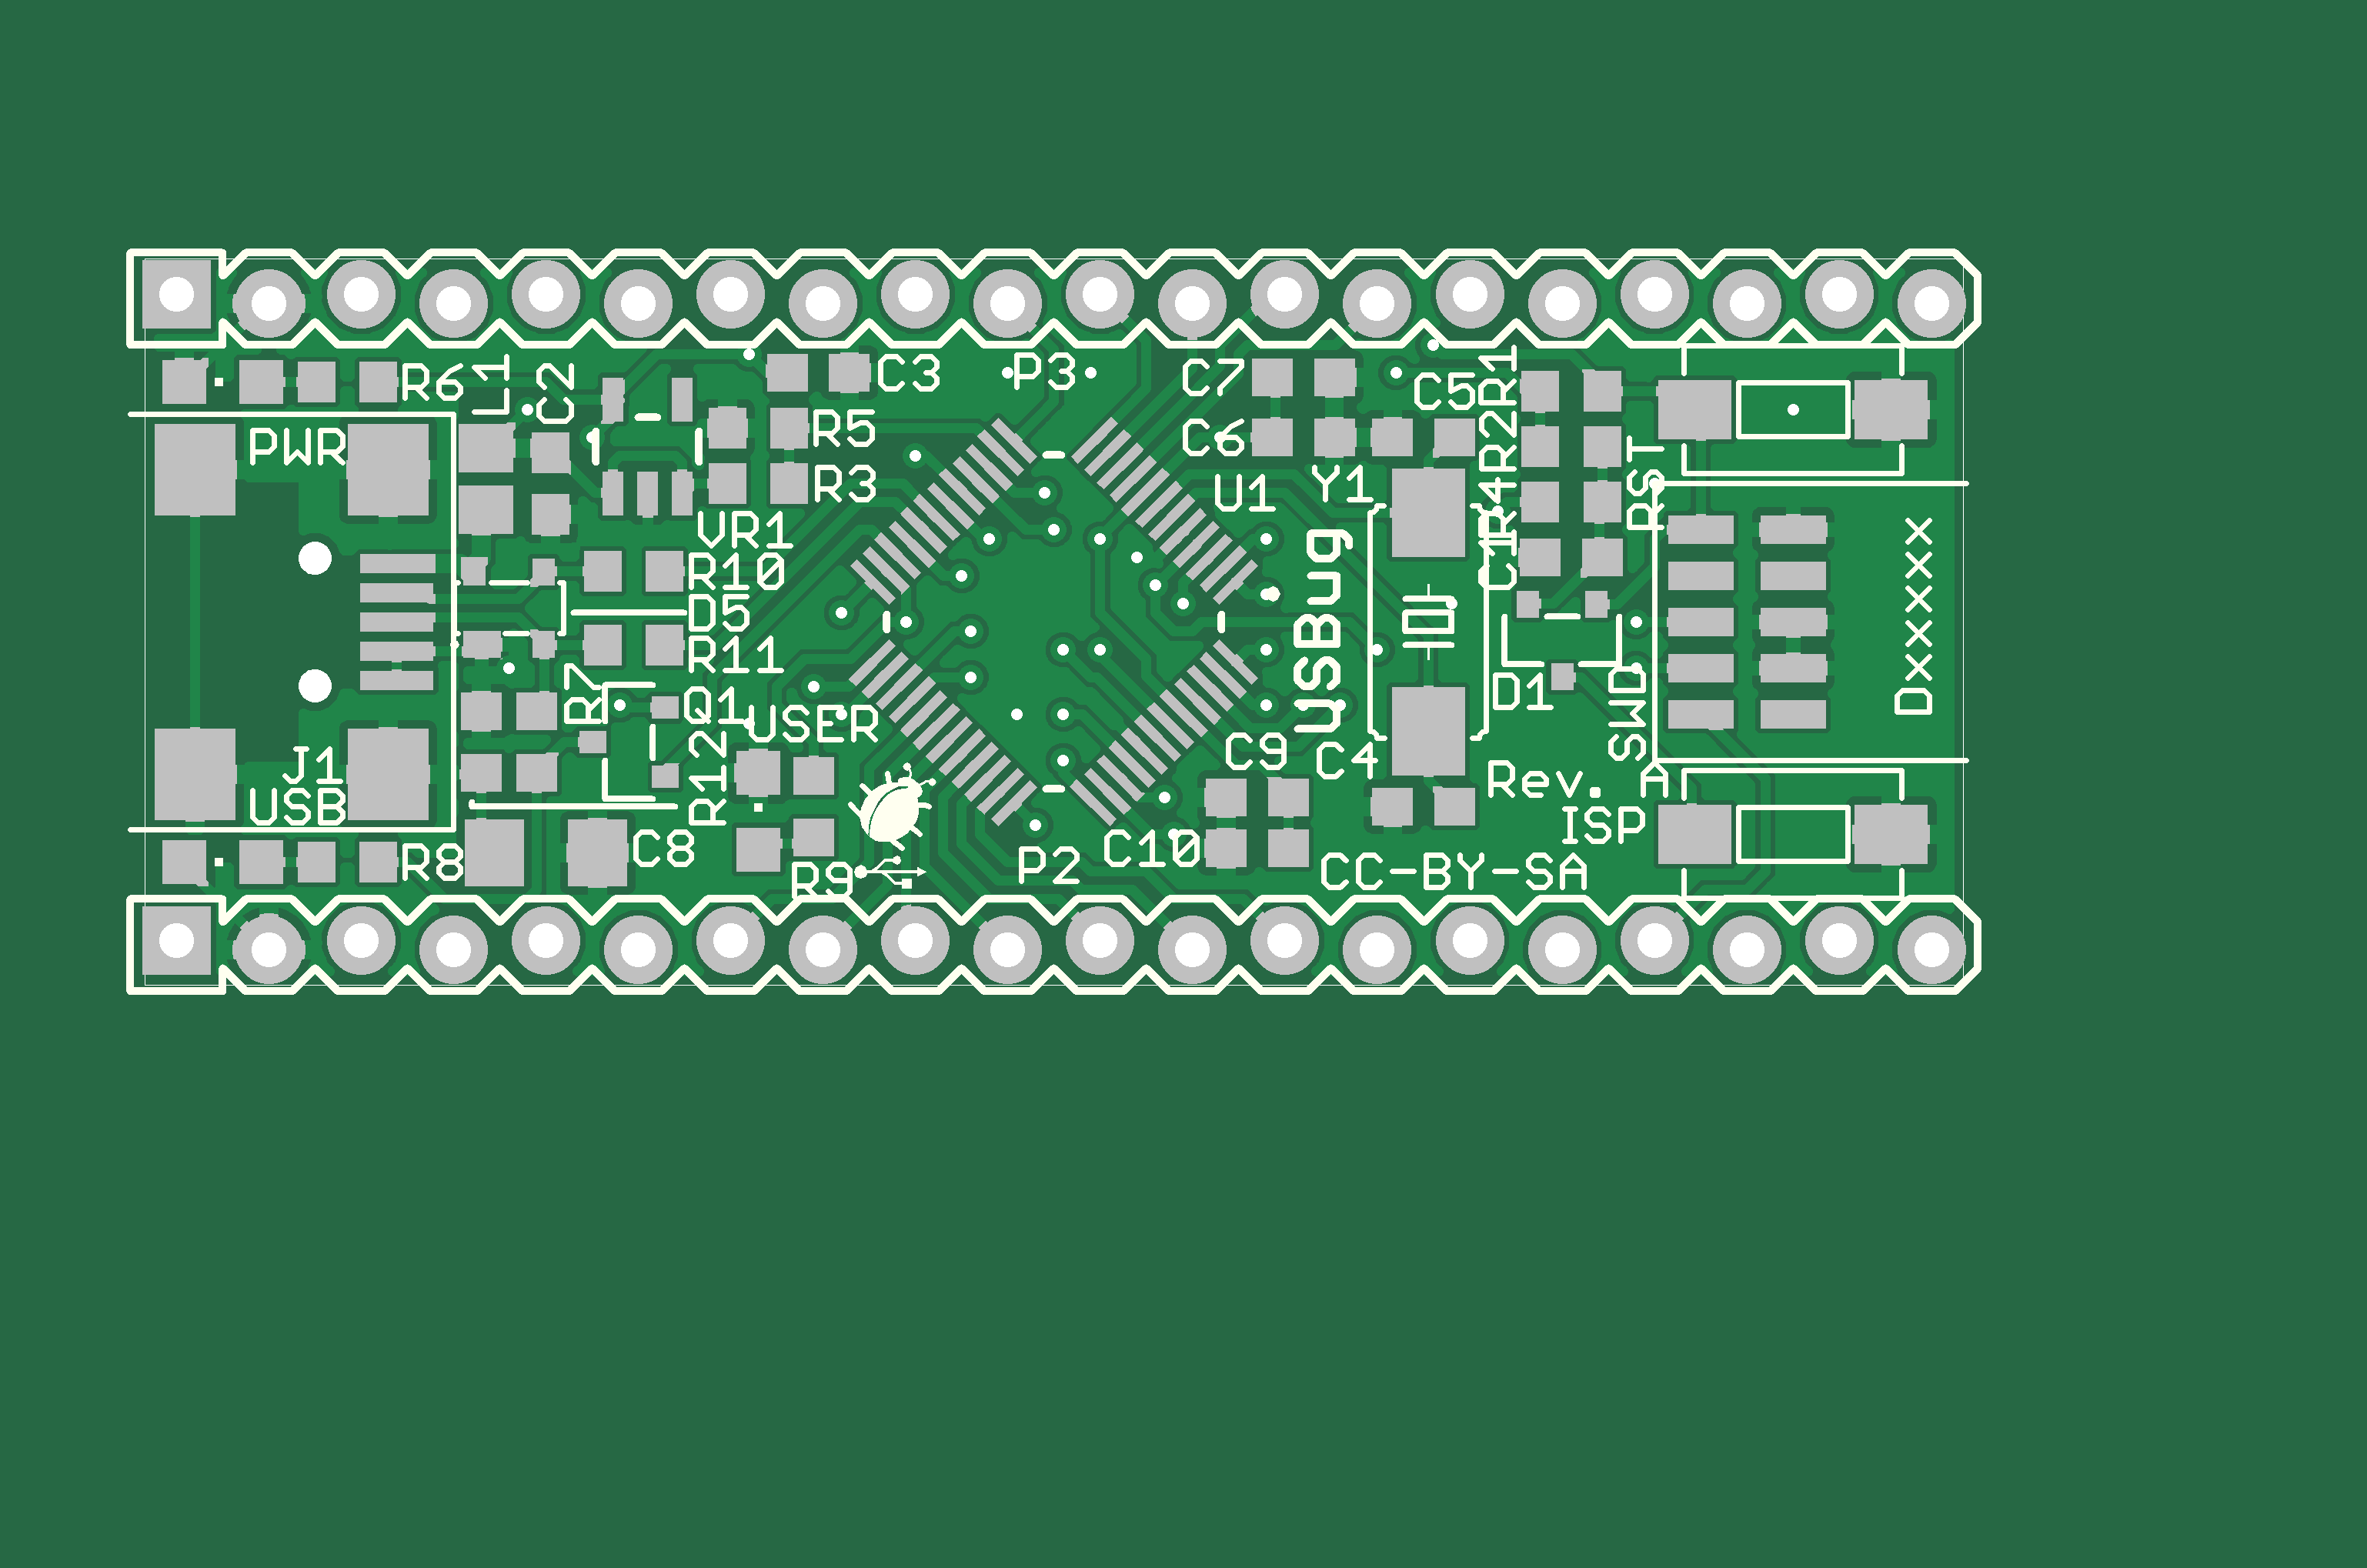 R6
L1
C2
C3
P3
C7
C5
R1
PWR
R5
C6
R2
R3
U1
Y1
R4
RST
VR1
R10
C1
D5
USBug
R11
R7
Q1
USER
D1
SWD
Dxxxxx
J1
USB
R12
C9
C4
Rev. A
ISP
R8
C8
R9
P2
C10
CC-BY-SA